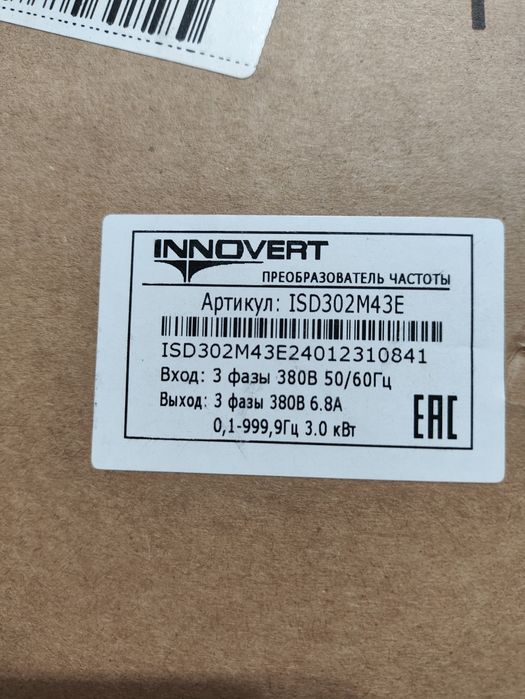 INNOVERT
ПРЕОБРАЗОВАТЕЛЬ ЧАСТОТЫ
Артикул: ISD302M43E
ISD302M43E24012310841
Вход: 3 фазы 380В 50/60Гц
Выход: 3 фазы 380В 6.8А
0,1-999,9Гц 3.0 кВт
EAC